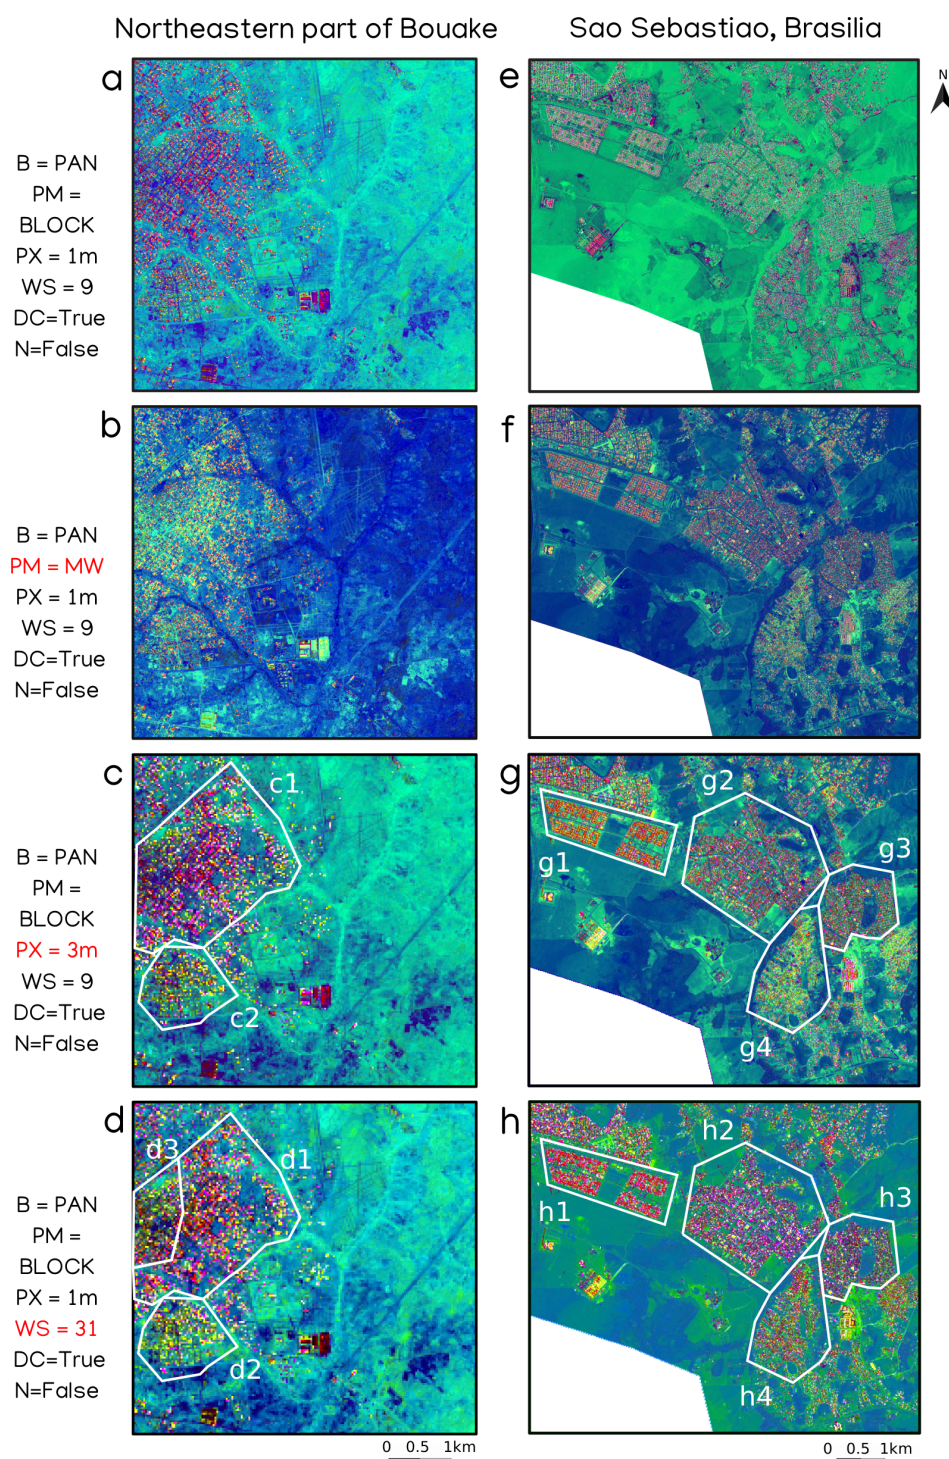 Northeastern part of Bouake
Sao Sebastiao, Brasilia
a
e
N
B = PAN
PM =
BLOCK
PX = 1m
WS = 9
DC=True
N=False
b
f
B = PAN
PM = MW
PX = 1m
WS = 9
DC=True
N=False
c
c1
c2
g
g1
g2
g3
g4
B = PAN
PM =
BLOCK
PX = 3m
WS = 9
DC=True
N=False
d
d3
d1
d2
h
h1
h2
h3
h4
B = PAN
PM =
BLOCK
PX = 1m
WS = 31
DC=True
N=False
0 0.5 1km
0 0.5 1km